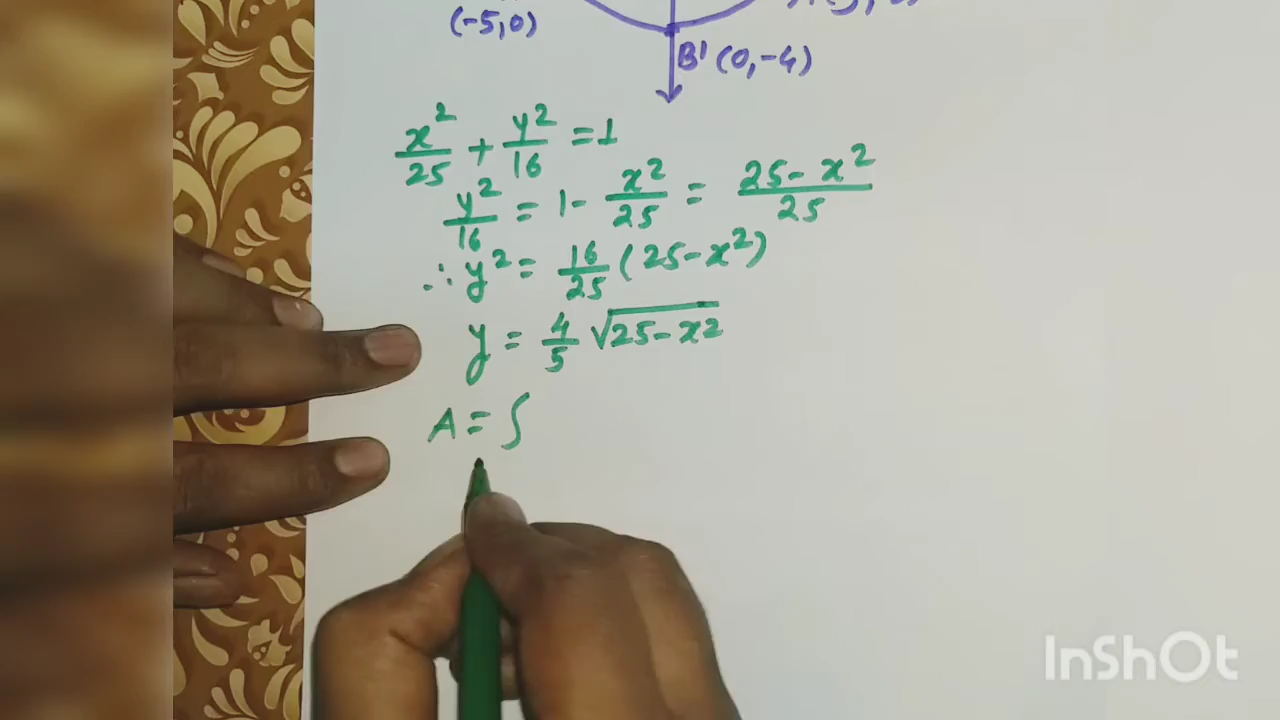 (-5,0)
B' (0,-4)
x²/25 + y²/16 = 1
y²/16 = 1 - x²/25 = 25 - x²/25
∴ y² = 16/25 (25 - x²)
y = 4/5 √25 - x2
A = ∫
InShOt